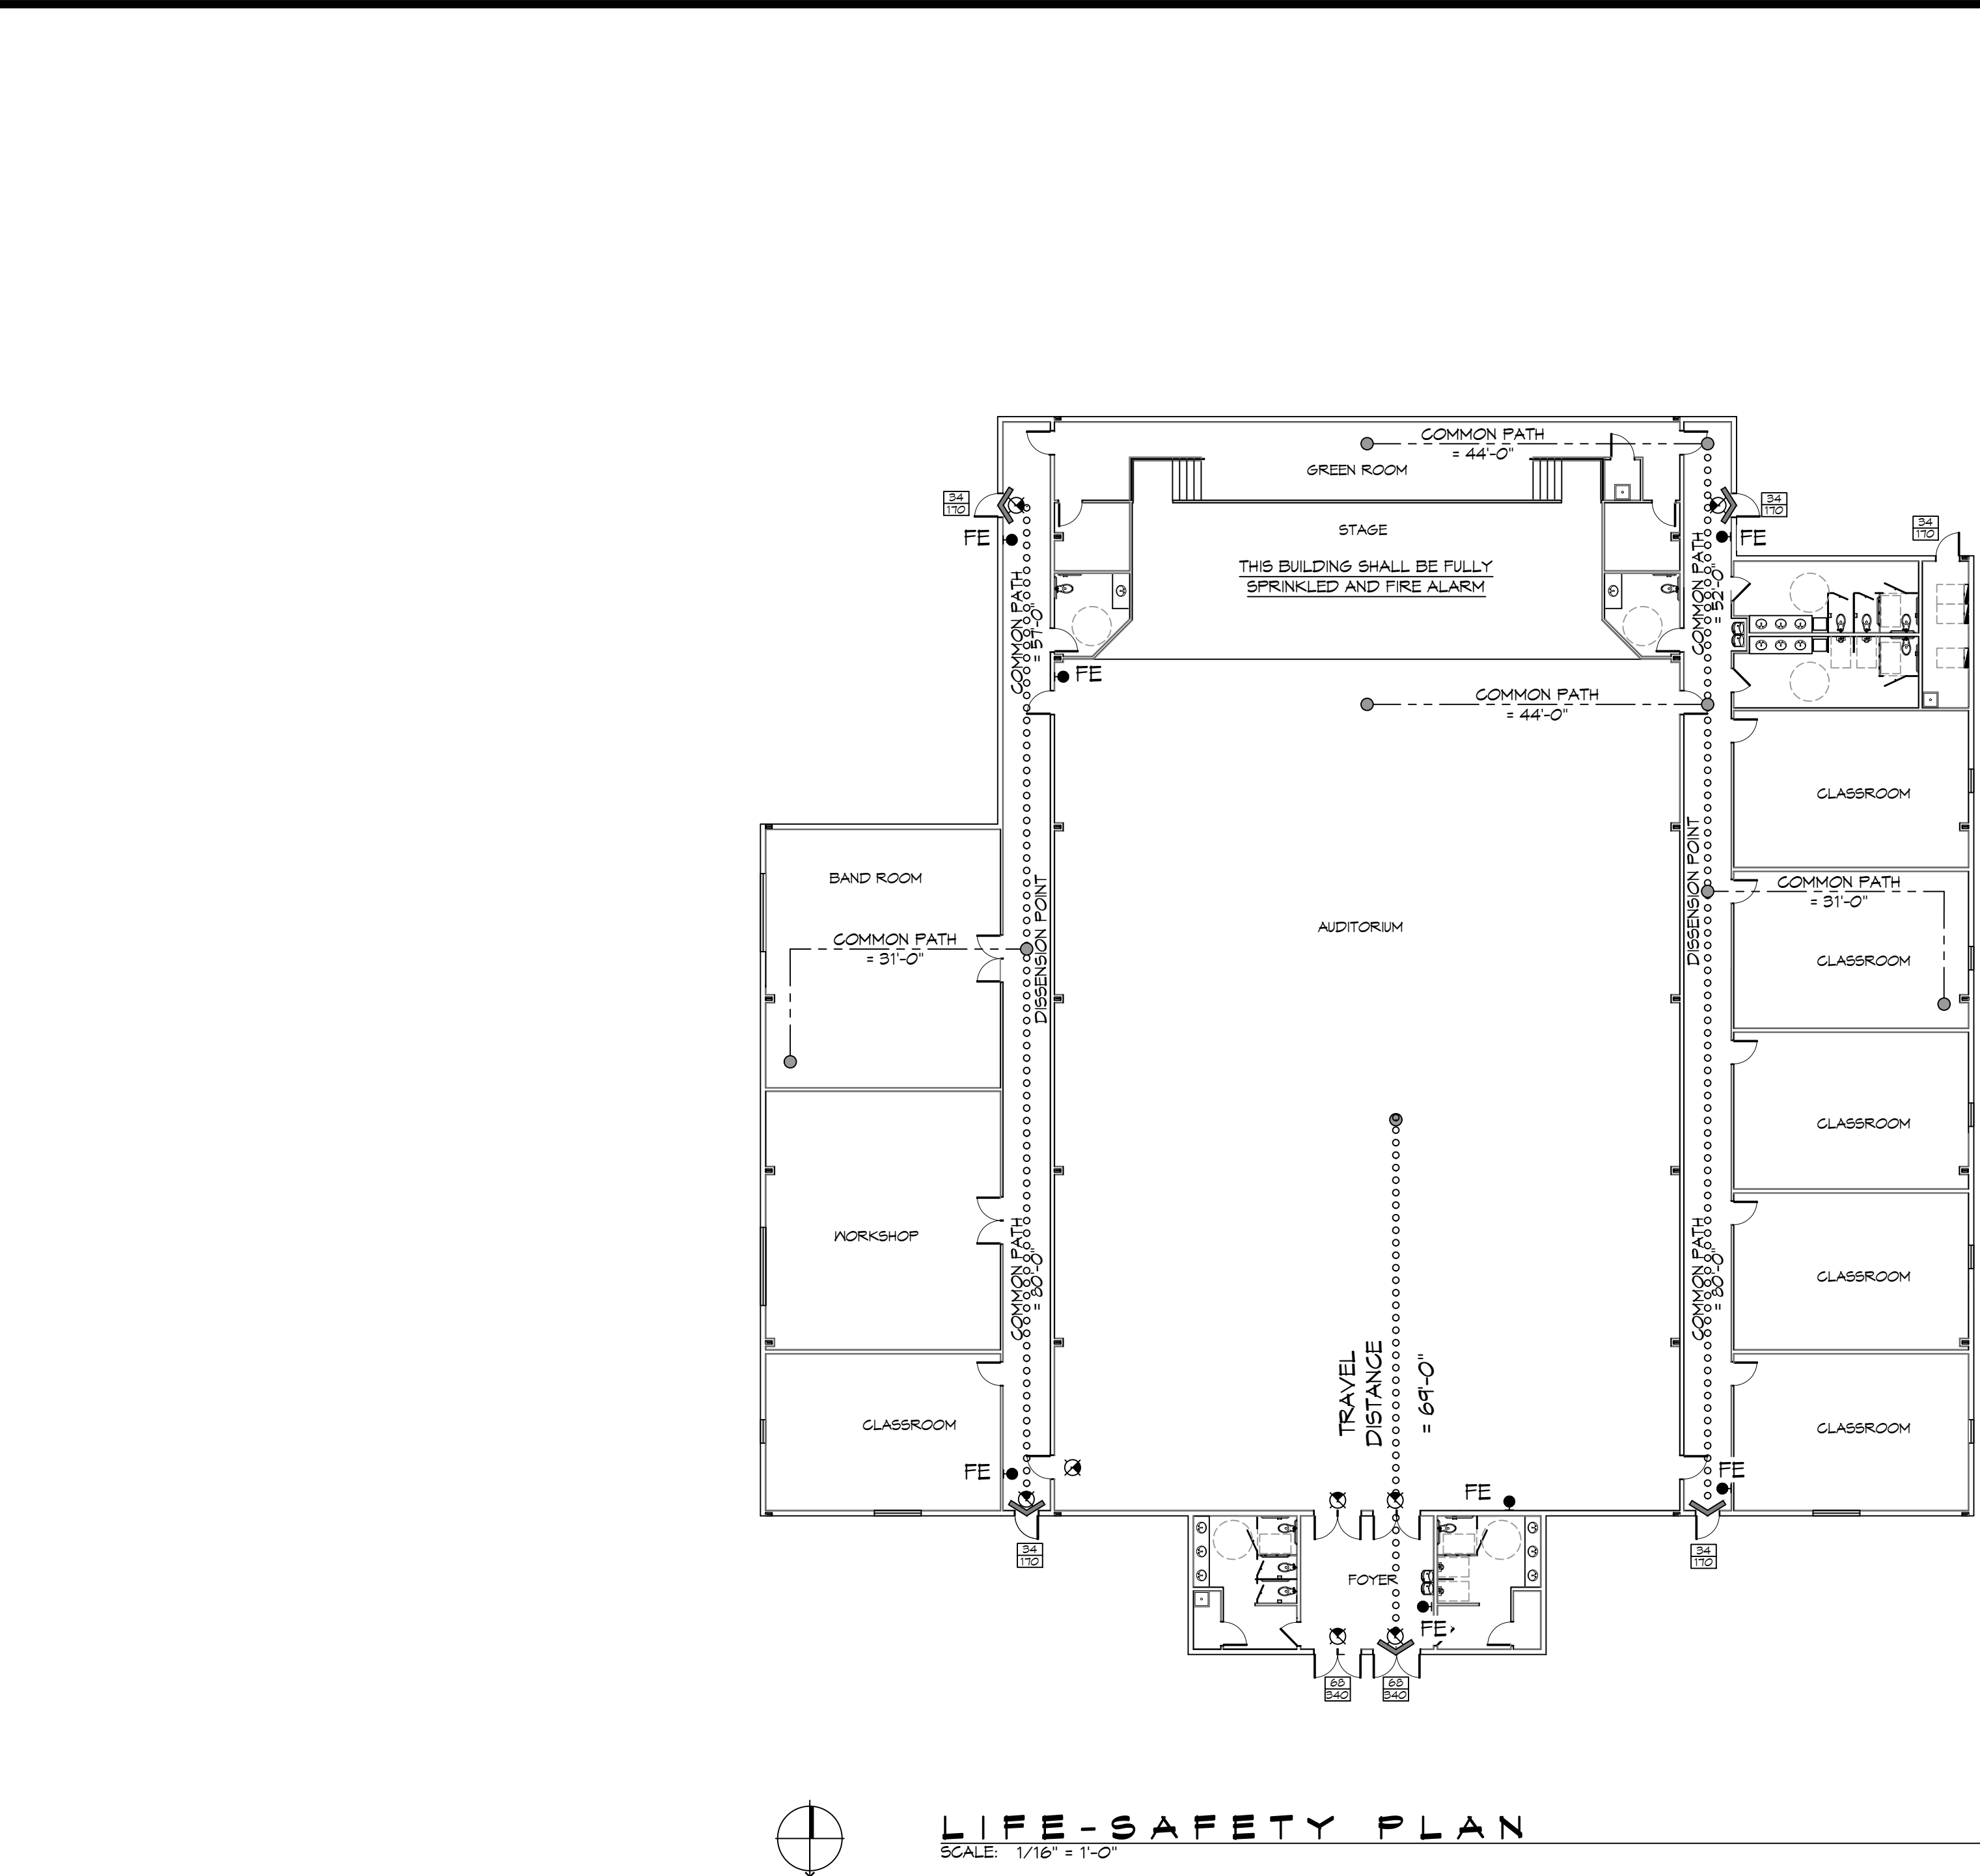 COMMON PATH
= 44'-0"
GREEN ROOM
34
170
34
170
34
170
FE
FE
STAGE
THIS BUILDING SHALL BE FULLY
SPRINKLED AND FIRE ALARM
COMMON PATH
= 57'-0"
COMMON PATH
= 52'-0"
FE
COMMON PATH
= 44'-0"
CLASSROOM
BAND ROOM
DISSENSION POINT
DISSENSION POINT
COMMON PATH
= 31'-0"
AUDITORIUM
COMMON PATH
= 31'-0"
CLASSROOM
CLASSROOM
WORKSHOP
COMMON PATH
= 80'-0"
COMMON PATH
= 80'-0"
CLASSROOM
TRAVEL
DISTANCE
= 69'-0"
CLASSROOM
CLASSROOM
FE
FE
FE
34
170
34
170
FOYER
FE
68
340
68
340
LIFE-SAFETY PLAN
SCALE: 1/16" = 1'-0"